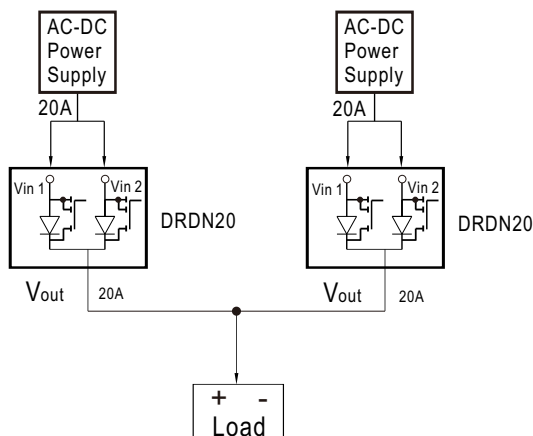 AC-DC
Power
Supply
AC-DC
Power
Supply
20A
20A
Vin 1
Vin 2
DRDN20
Vin 1
Vin 2
DRDN20
Vout
20A
Vout
20A
+ -
Load